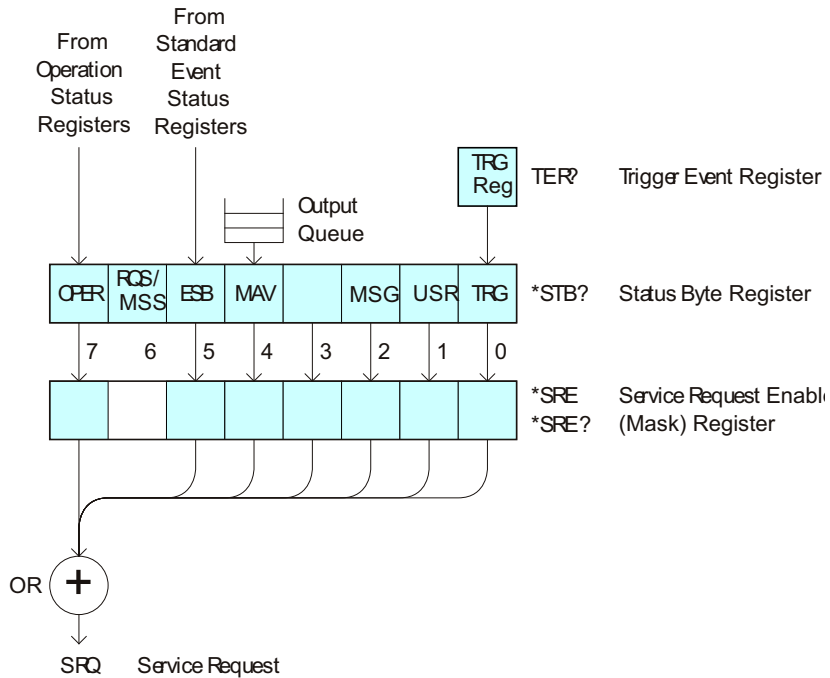 From
Operation
Status
Registers
From
Standard
Event
Status
Registers
Output
Queue
TRG
Reg
TER?
Trigger Event Register
OPER
RQS/
MSS
ESB
MAV
MSG
USR
TRG
*STB?
Status Byte Register
7 6 5 4 3 2 1 0
*SRE
*SRE?
Service Request Enable
(Mask) Register
OR
+
SRQ
Service Request